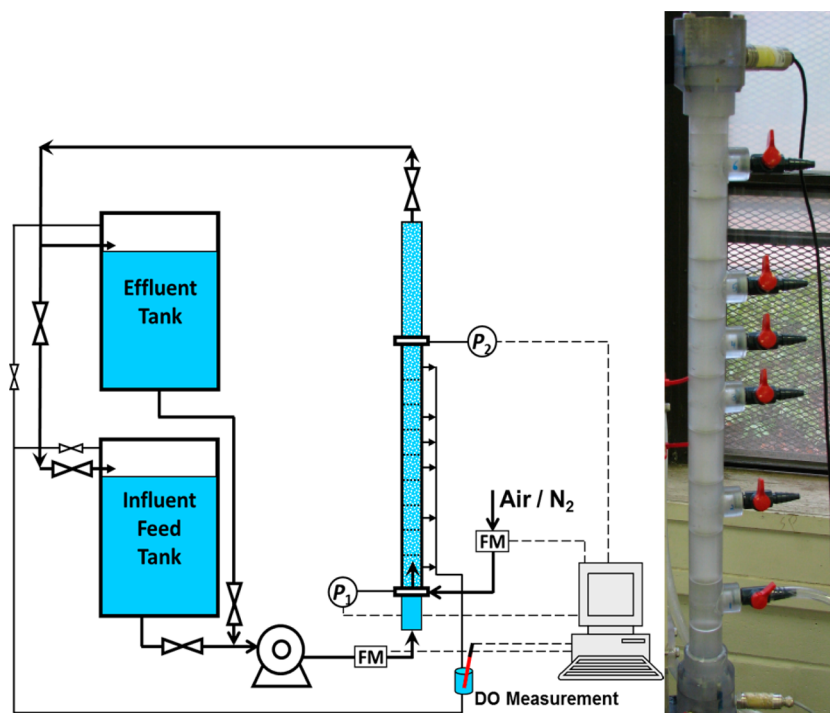 Effluent
Tank
P2
Influent
Feed
Tank
Air / N2
FM
P1
FM
DO Measurement